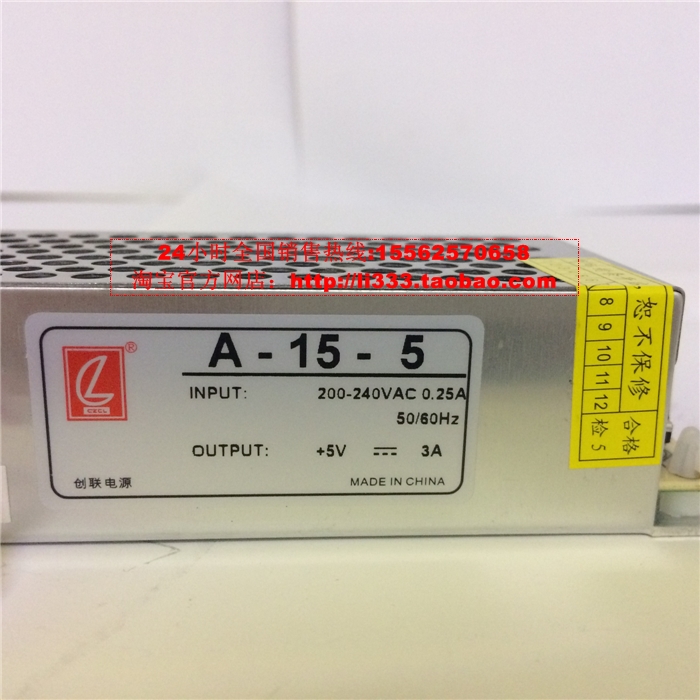 24小时全国销售热线:15562570658
淘宝官方网店: http://ll333.taobao.com
A - 15 - 5
®
CZCL
INPUT: 200-240VAC 0.25A
50/60Hz
OUTPUT: +5V 3A
创联电源
MADE IN CHINA
恕不保修
8 9 10 11 12
合格
检5